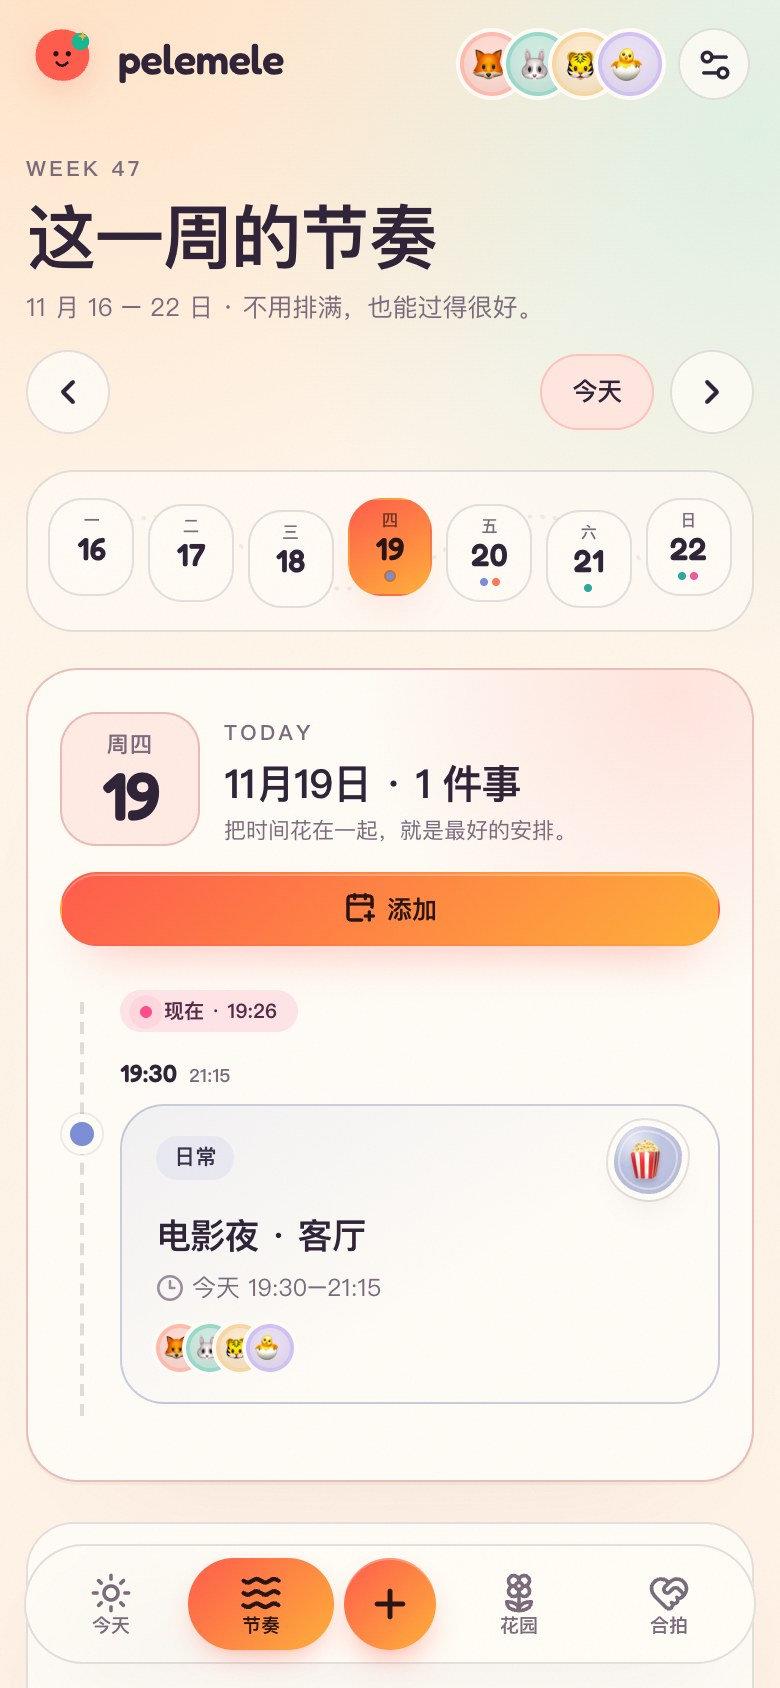 pelemele
WEEK 47
这一周的节奏
11 月 16 — 22 日 · 不用排满，也能过得很好。
今天
一 二 三 四 五 六 日
16 17 18 19 20 21 22
周四
19
TODAY
11月19日 · 1 件事
把时间花在一起，就是最好的安排。
添加
现在 · 19:26
19:30 21:15
日常
电影夜 · 客厅
今天 19:30—21:15
今天 节奏 花园 合拍